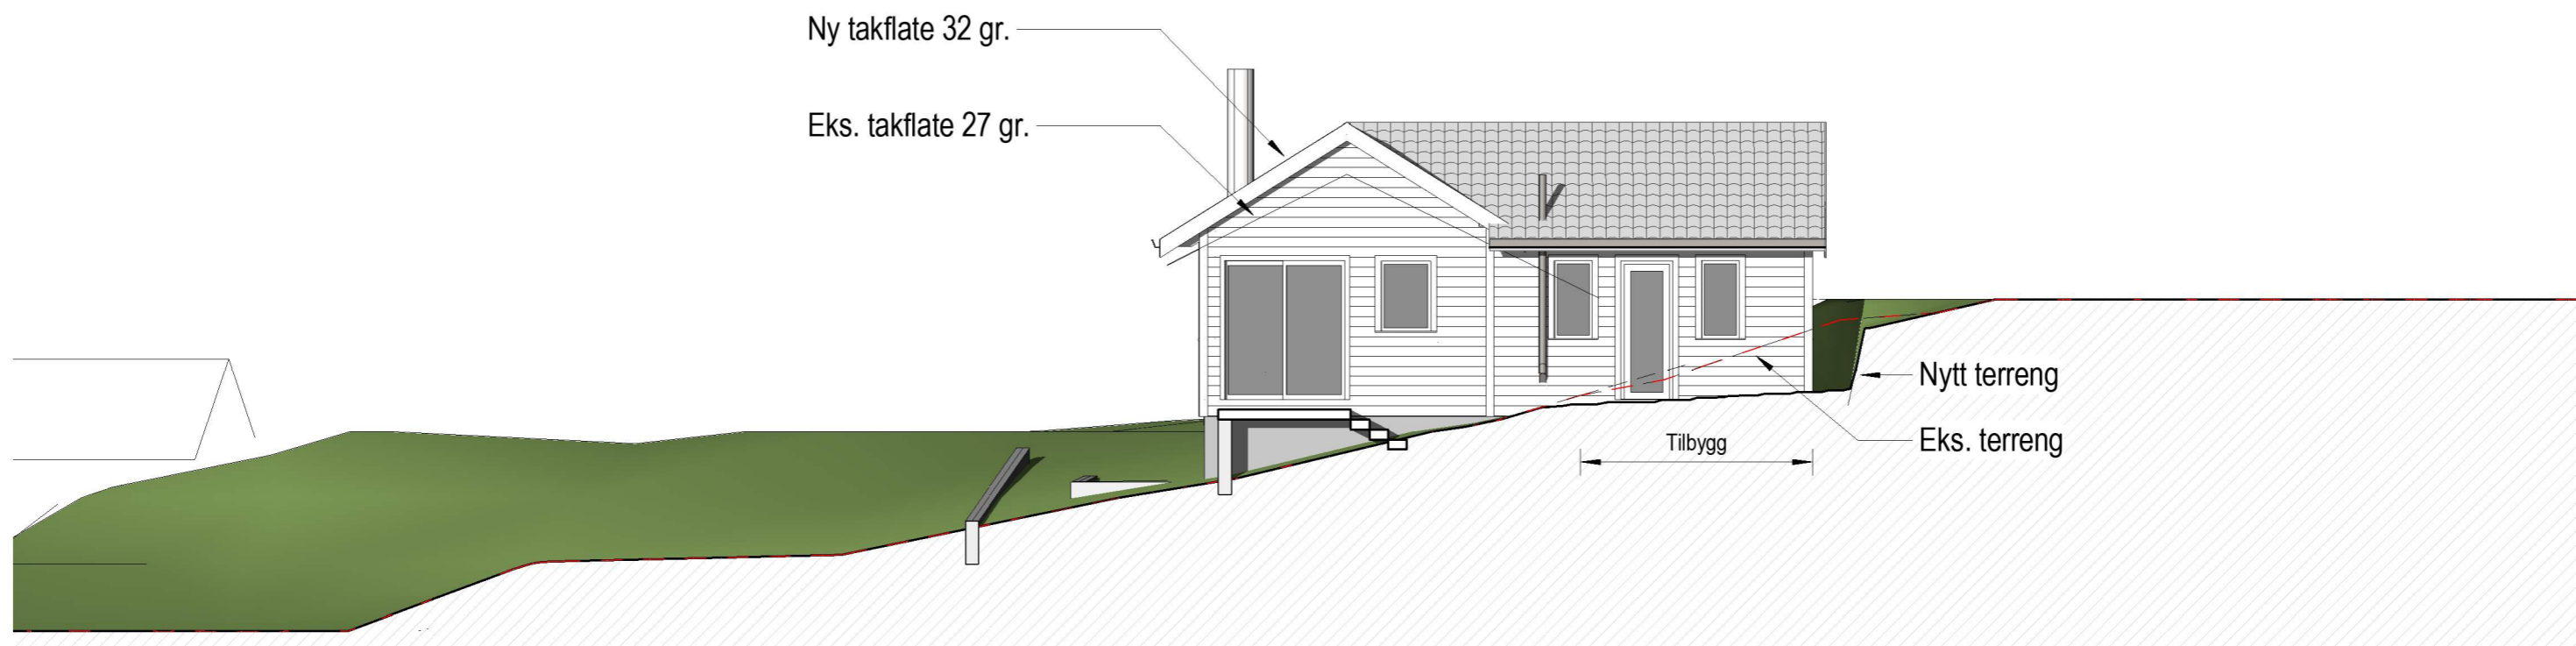 Ny takflate 32 gr.
Eks. takflate 27 gr.
Nytt terreng
Eks. terreng
Tilbygg